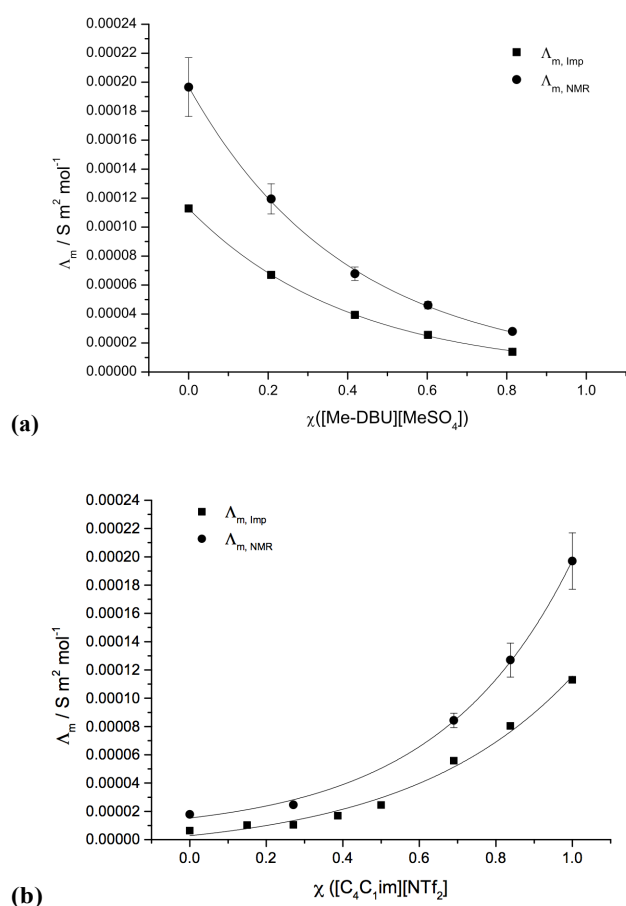 0.00024
0.00022
0.00020
0.00018
0.00016
0.00014
0.00012
0.00010
0.00008
0.00006
0.00004
0.00002
0.00000
Λm / S m² mol⁻¹
Λm, Imp
Λm, NMR
0.0 0.2 0.4 0.6 0.8 1.0
χ([Me-DBU][MeSO₄])
(a)
0.00024
0.00022
0.00020
0.00018
0.00016
0.00014
0.00012
0.00010
0.00008
0.00006
0.00004
0.00002
0.00000
Λm / S m² mol⁻¹
Λm, Imp
Λm, NMR
0.0 0.2 0.4 0.6 0.8 1.0
χ ([C₄C₁im][NTf₂]
(b)